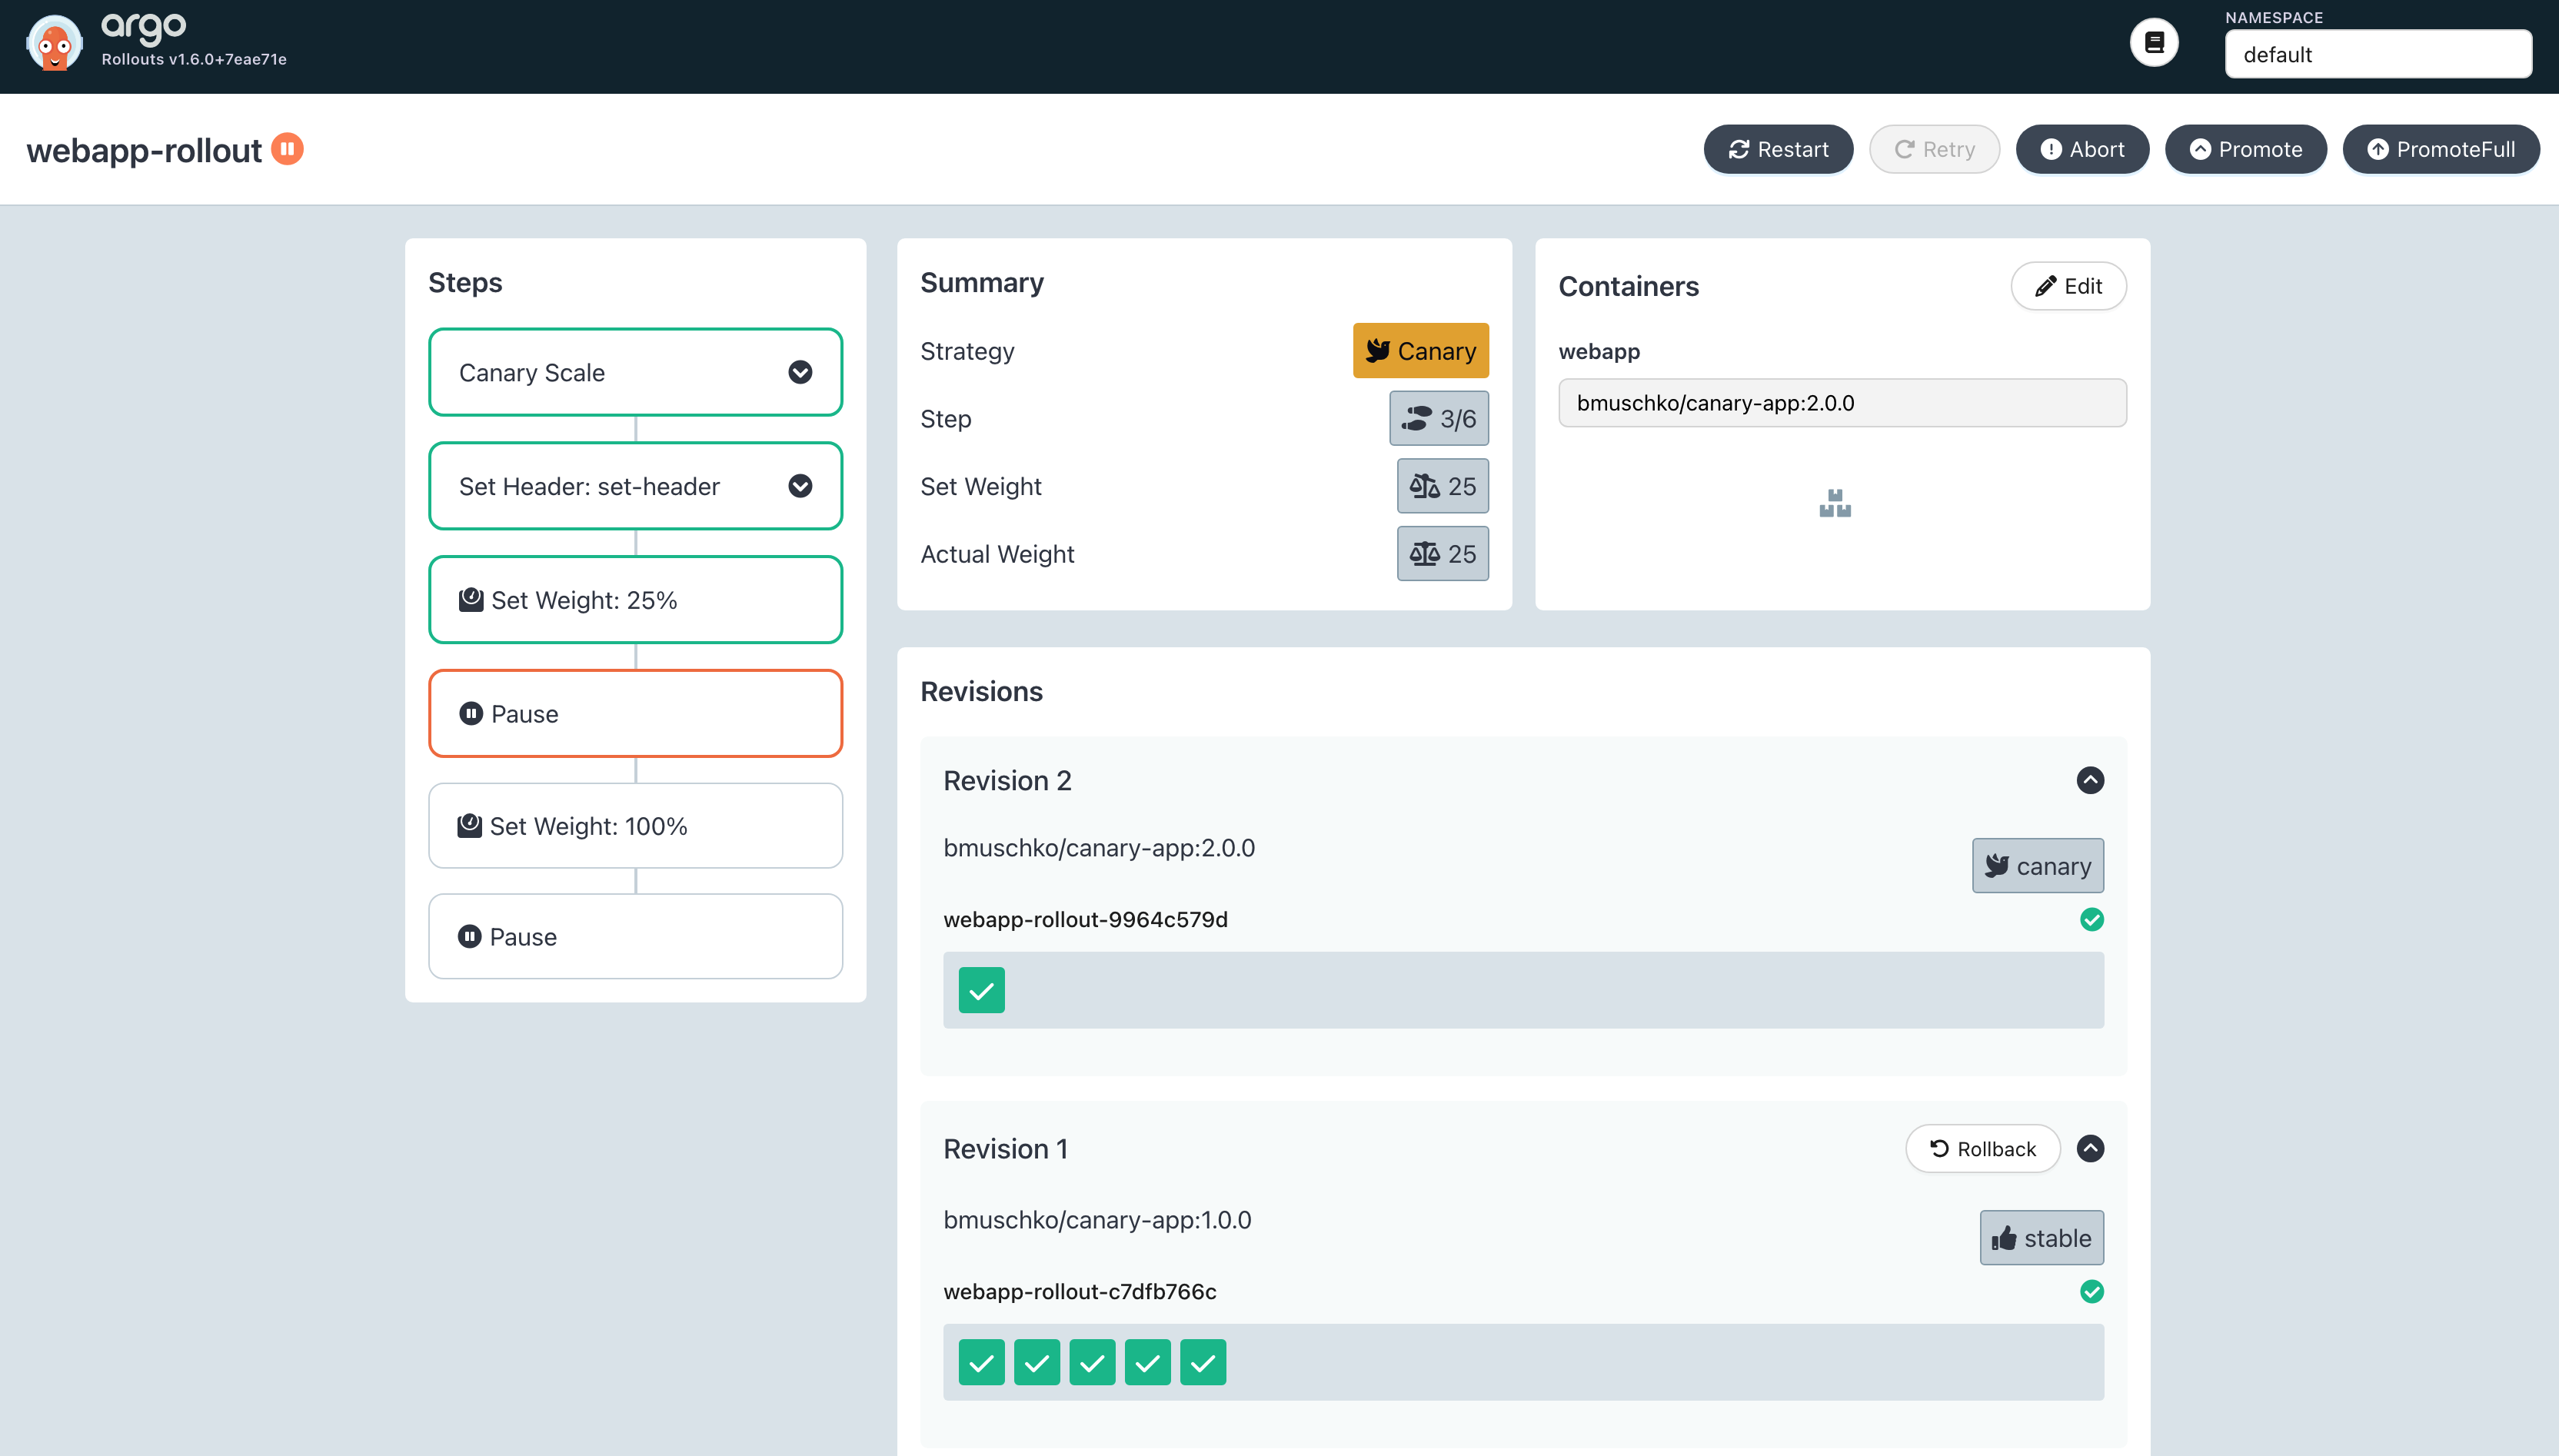 argo
Rollouts v1.6.0+7eae71e
NAMESPACE
default
webapp-rollout
Restart
Retry
Abort
Promote
PromoteFull
Steps
Canary Scale
Set Header: set-header
Set Weight: 25%
Pause
Set Weight: 100%
Pause
Summary
Strategy
Canary
Step
3/6
Set Weight
25
Actual Weight
25
Containers
Edit
webapp
bmuschko/canary-app:2.0.0
Revisions
Revision 2
bmuschko/canary-app:2.0.0
canary
webapp-rollout-9964c579d
Revision 1
Rollback
bmuschko/canary-app:1.0.0
stable
webapp-rollout-c7dfb766c